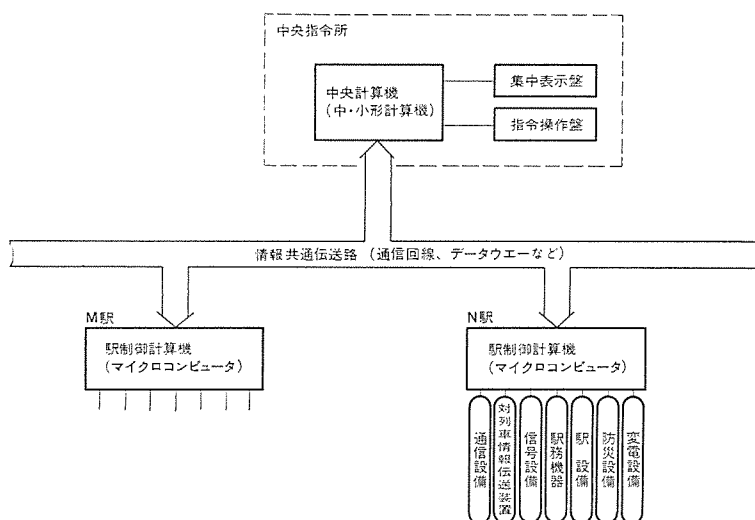 中央指令所
中央計算機
(中・小形計算機)
集中表示盤
指令操作盤
情報共通伝送路 (通信回線、データウエーなど)
M駅
駅制御計算機
(マイクロコンピュータ)
N駅
駅制御計算機
(マイクロコンピュータ)
通信設備
対列車情報伝送装置
信号設備
駅務機器
駅設備
防災設備
変電設備